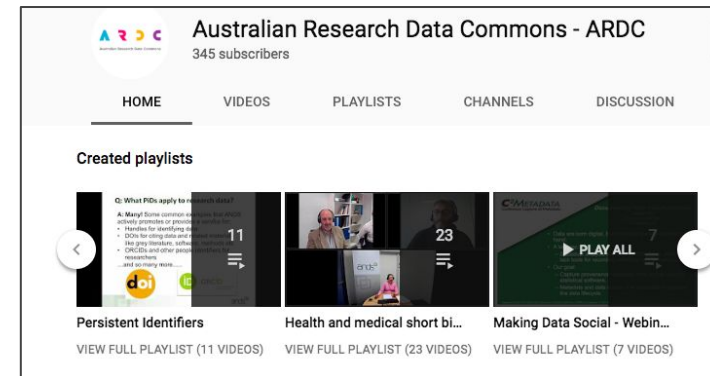 A R D C
Australian Research Data Commons - ARDC
345 subscribers
HOME VIDEOS PLAYLISTS CHANNELS DISCUSSION
Created playlists
Q: What PIDs apply to research data?
A: Many! Some common examples that ANDS
actively promotes or provides a service for:
Handles for identifying data
DOIs for citing data and related materials
like grey literature, software,
ORCIDs and other people identifiers for
researchers
...and so many more.....
doi
iD
11
23
ands
PLAY ALL
7
Persistent Identifiers
Health and medical short bi...
Making Data Social - Webin...
VIEW FULL PLAYLIST (11 VIDEOS)
VIEW FULL PLAYLIST (23 VIDEOS)
VIEW FULL PLAYLIST (7 VIDEOS)